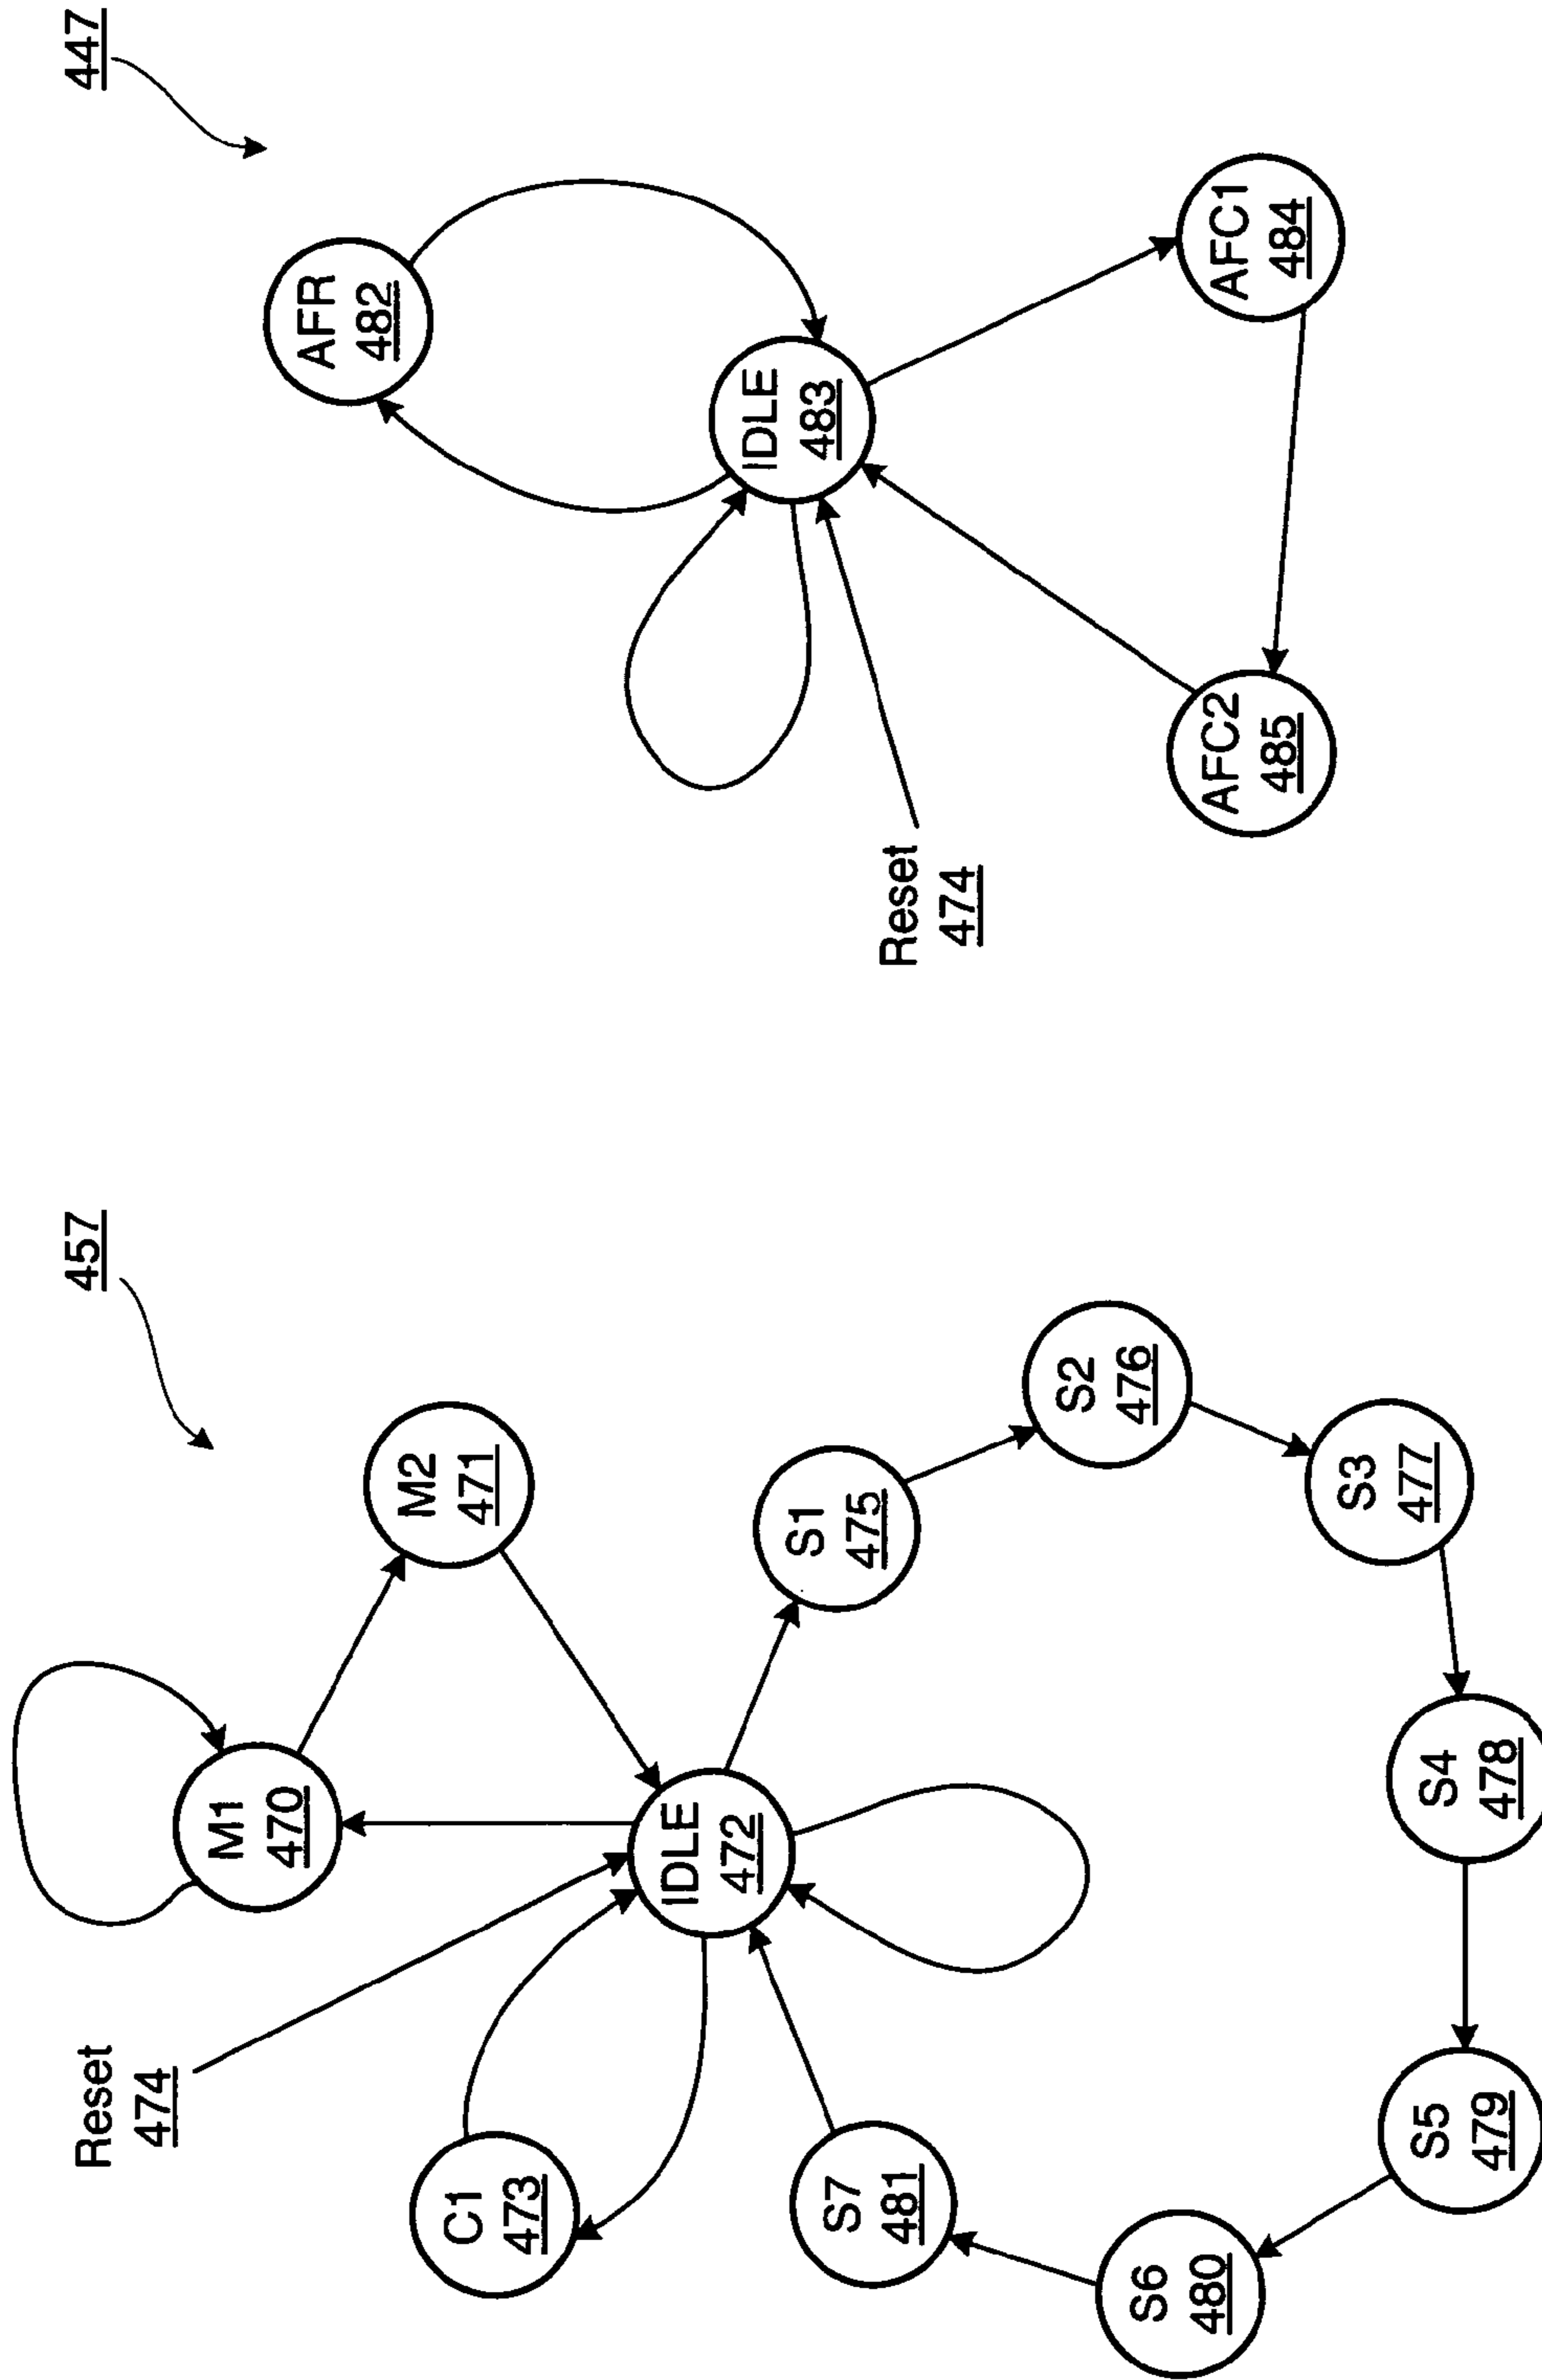 457
M1
470
M2
471
Reset
474
C1
473
IDLE
472
S1
475
S7
481
S2
476
S6
480
S3
477
S5
479
S4
478
447
AFR
482
IDLE
483
Reset
474
AFC2
485
AFC1
484